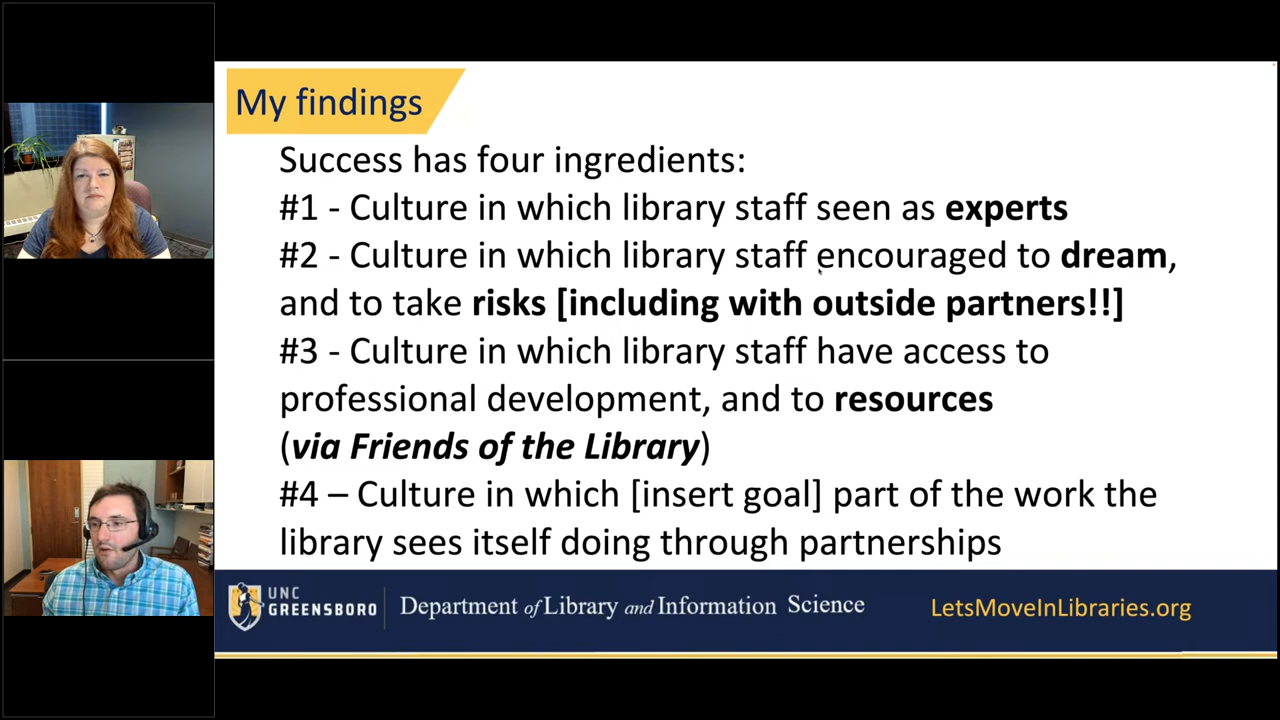 My findings
Success has four ingredients:
#1 - Culture in which library staff seen as experts
#2 - Culture in which library staff encouraged to dream,
and to take risks [including with outside partners!!]
#3 - Culture in which library staff have access to
professional development, and to resources
(via Friends of the Library)
#4 – Culture in which [insert goal] part of the work the
library sees itself doing through partnerships
UNC
GREENSBORO
Department of Library and Information Science
LetsMoveInLibraries.org